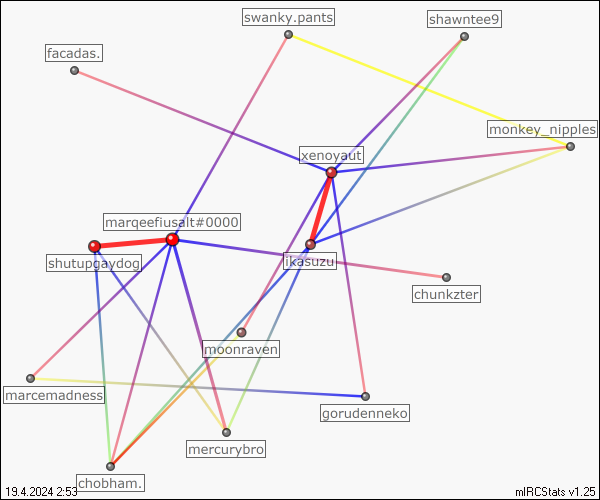 swanky.pants
shawntee9
facadas.
monkey_nipples
xenoyaut
marqeefiusalt#0000
shutupgaydog
ikasuzu
chunkzter
moonraven
marcemadness
gorudenneko
mercurybro
chobham.
19.4.2024 2:53
mIRCStats v1.25